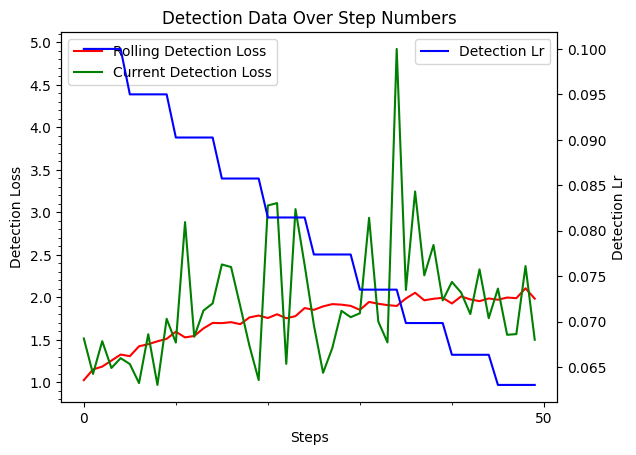 Detection Data Over Step Numbers
Rolling Detection Loss
Current Detection Loss
Detection Lr
5.0
4.5
4.0
3.5
3.0
2.5
2.0
1.5
1.0
Detection Loss
0.100
0.095
0.090
0.085
0.080
0.075
0.070
0.065
Detection Lr
0
50
Steps